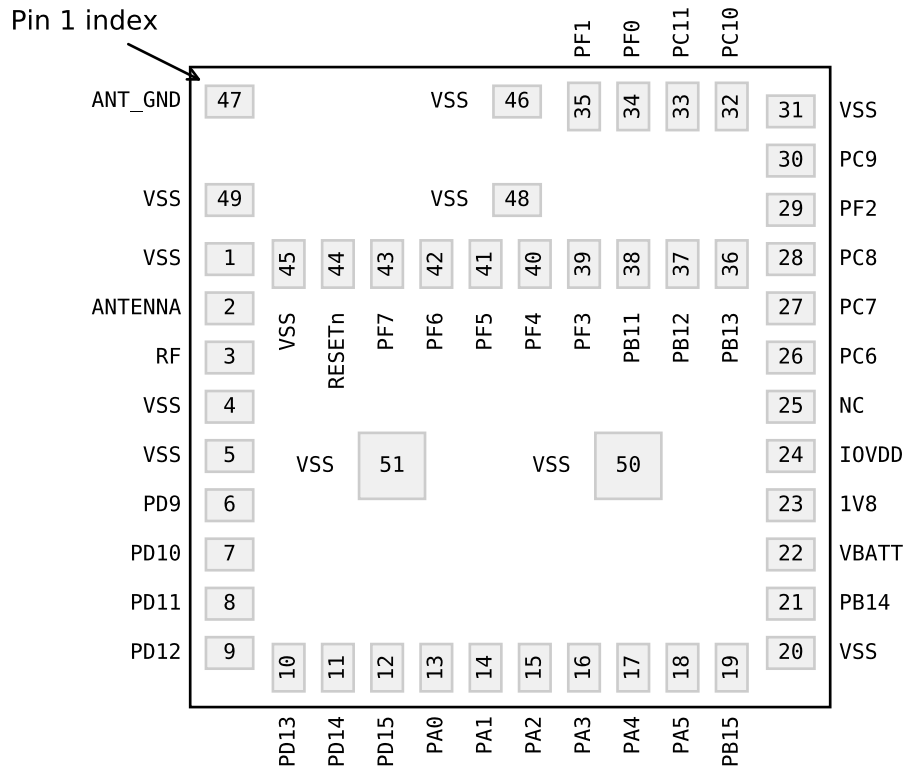 Pin 1 index
PF1 PF0 PC11 PC10
ANT_GND 47 VSS 46 35 34 33 32 31 VSS
30 PC9
VSS 49 VSS 48 29 PF2
VSS 1 45 44 43 42 41 40 39 38 37 36 28 PC8
ANTENNA 2 27 PC7
VSS RESETn PF7 PF6 PF5 PF4 PF3 PB11 PB12 PB13
RF 3 26 PC6
VSS 4 25 NC
VSS 5 VSS 51 VSS 50 24 IOVDD
PD9 6 23 1V8
PD10 7 22 VBATT
PD11 8 21 PB14
PD12 9 20 VSS
10 11 12 13 14 15 16 17 18 19
PD13 PD14 PD15 PA0 PA1 PA2 PA3 PA4 PA5 PB15